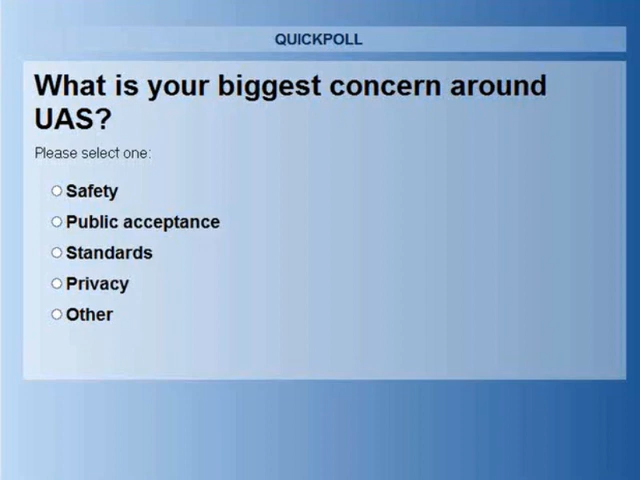 QUICKPOLL
What is your biggest concern around
UAS?
Please select one:
Safety
Public acceptance
Standards
Privacy
Other